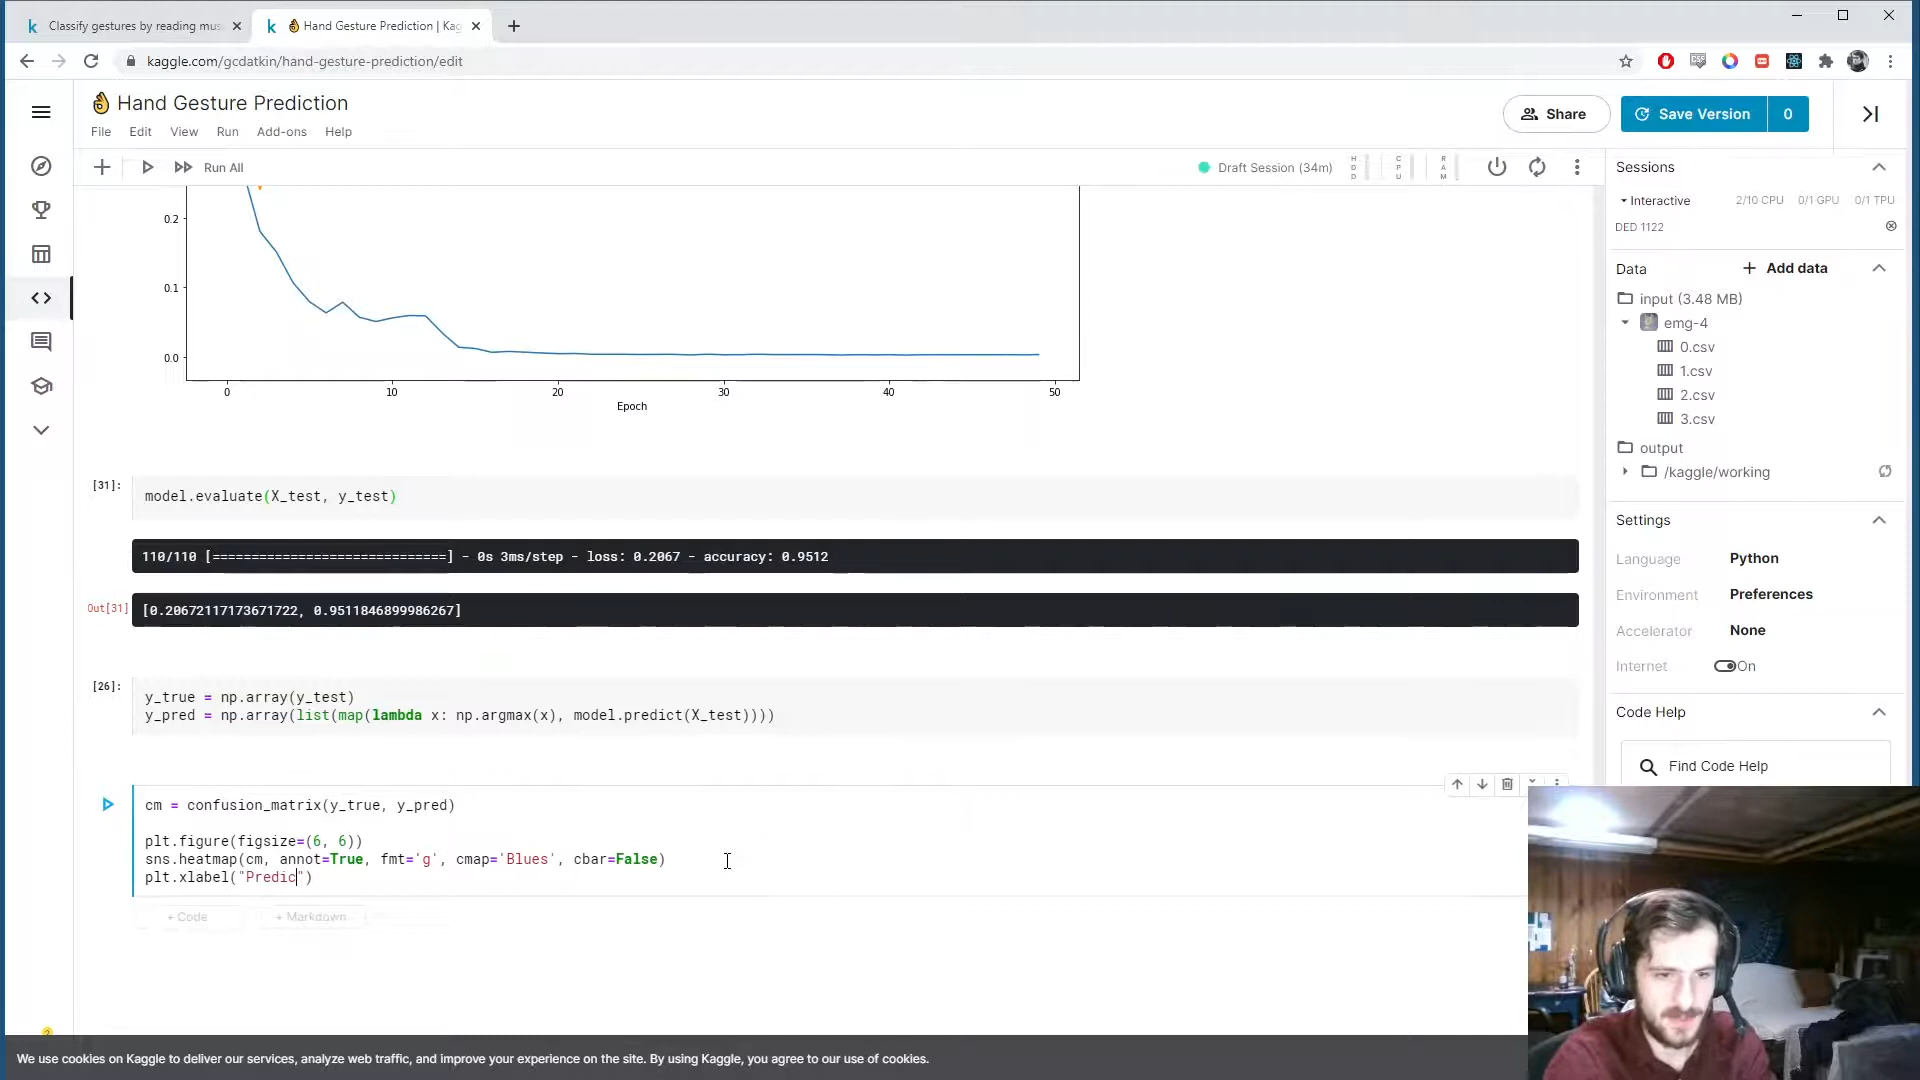 Classify gestures by reading mus
Hand Gesture Prediction | Kag
kaggle.com/gcdatkin/hand-gesture-prediction/edit
Hand Gesture Prediction
File Edit View Run Add-ons Help
Share
Save Version 0
Run All
Draft Session (34m)
HDD
CPU
RAM
0.2
0.1
0.0
0 10 20 30 40 50
Epoch
[31]:
model.evaluate(X_test, y_test)
110/110 [==============================] - 0s 3ms/step - loss: 0.2067 - accuracy: 0.9512
Out[31]
[0.20672117173671722, 0.9511846899986267]
[26]:
y_true = np.array(y_test)
y_pred = np.array(list(map(lambda x: np.argmax(x), model.predict(X_test))))
cm = confusion_matrix(y_true, y_pred)
plt.figure(figsize=(6, 6))
sns.heatmap(cm, annot=True, fmt='g', cmap='Blues', cbar=False)
plt.xlabel("Predic")
+ Code + Markdown
Sessions
Interactive 2/10 CPU 0/1 GPU 0/1 TPU
DED 1122
Data + Add data
input (3.48 MB)
emg-4
0.csv
1.csv
2.csv
3.csv
output
/kaggle/working
Settings
Language Python
Environment Preferences
Accelerator None
Internet On
Code Help
Find Code Help
We use cookies on Kaggle to deliver our services, analyze web traffic, and improve your experience on the site. By using Kaggle, you agree to our use of cookies.